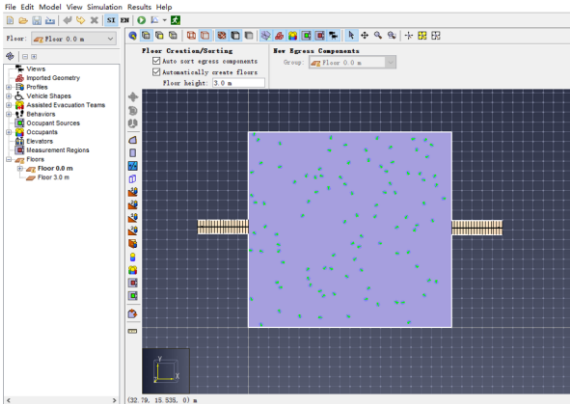 File Edit Model View Simulation Results Help
SI EN
Floor: Floor 0.0 m
Views
Imported Geometry
Profiles
Vehicle Shapes
Assisted Evacuation Teams
Behaviors
Occupant Sources
Occupants
Elevators
Measurement Regions
Floors
Floor 0.0 m
Floor 3.0 m
Floor Creation/Sorting
Auto sort egress components
Automatically create floors
Floor height: 3.0 m
New Egress Components
Group: Floor 0.0 m
Y
X
Z
(32.79, 15.535, 0) m